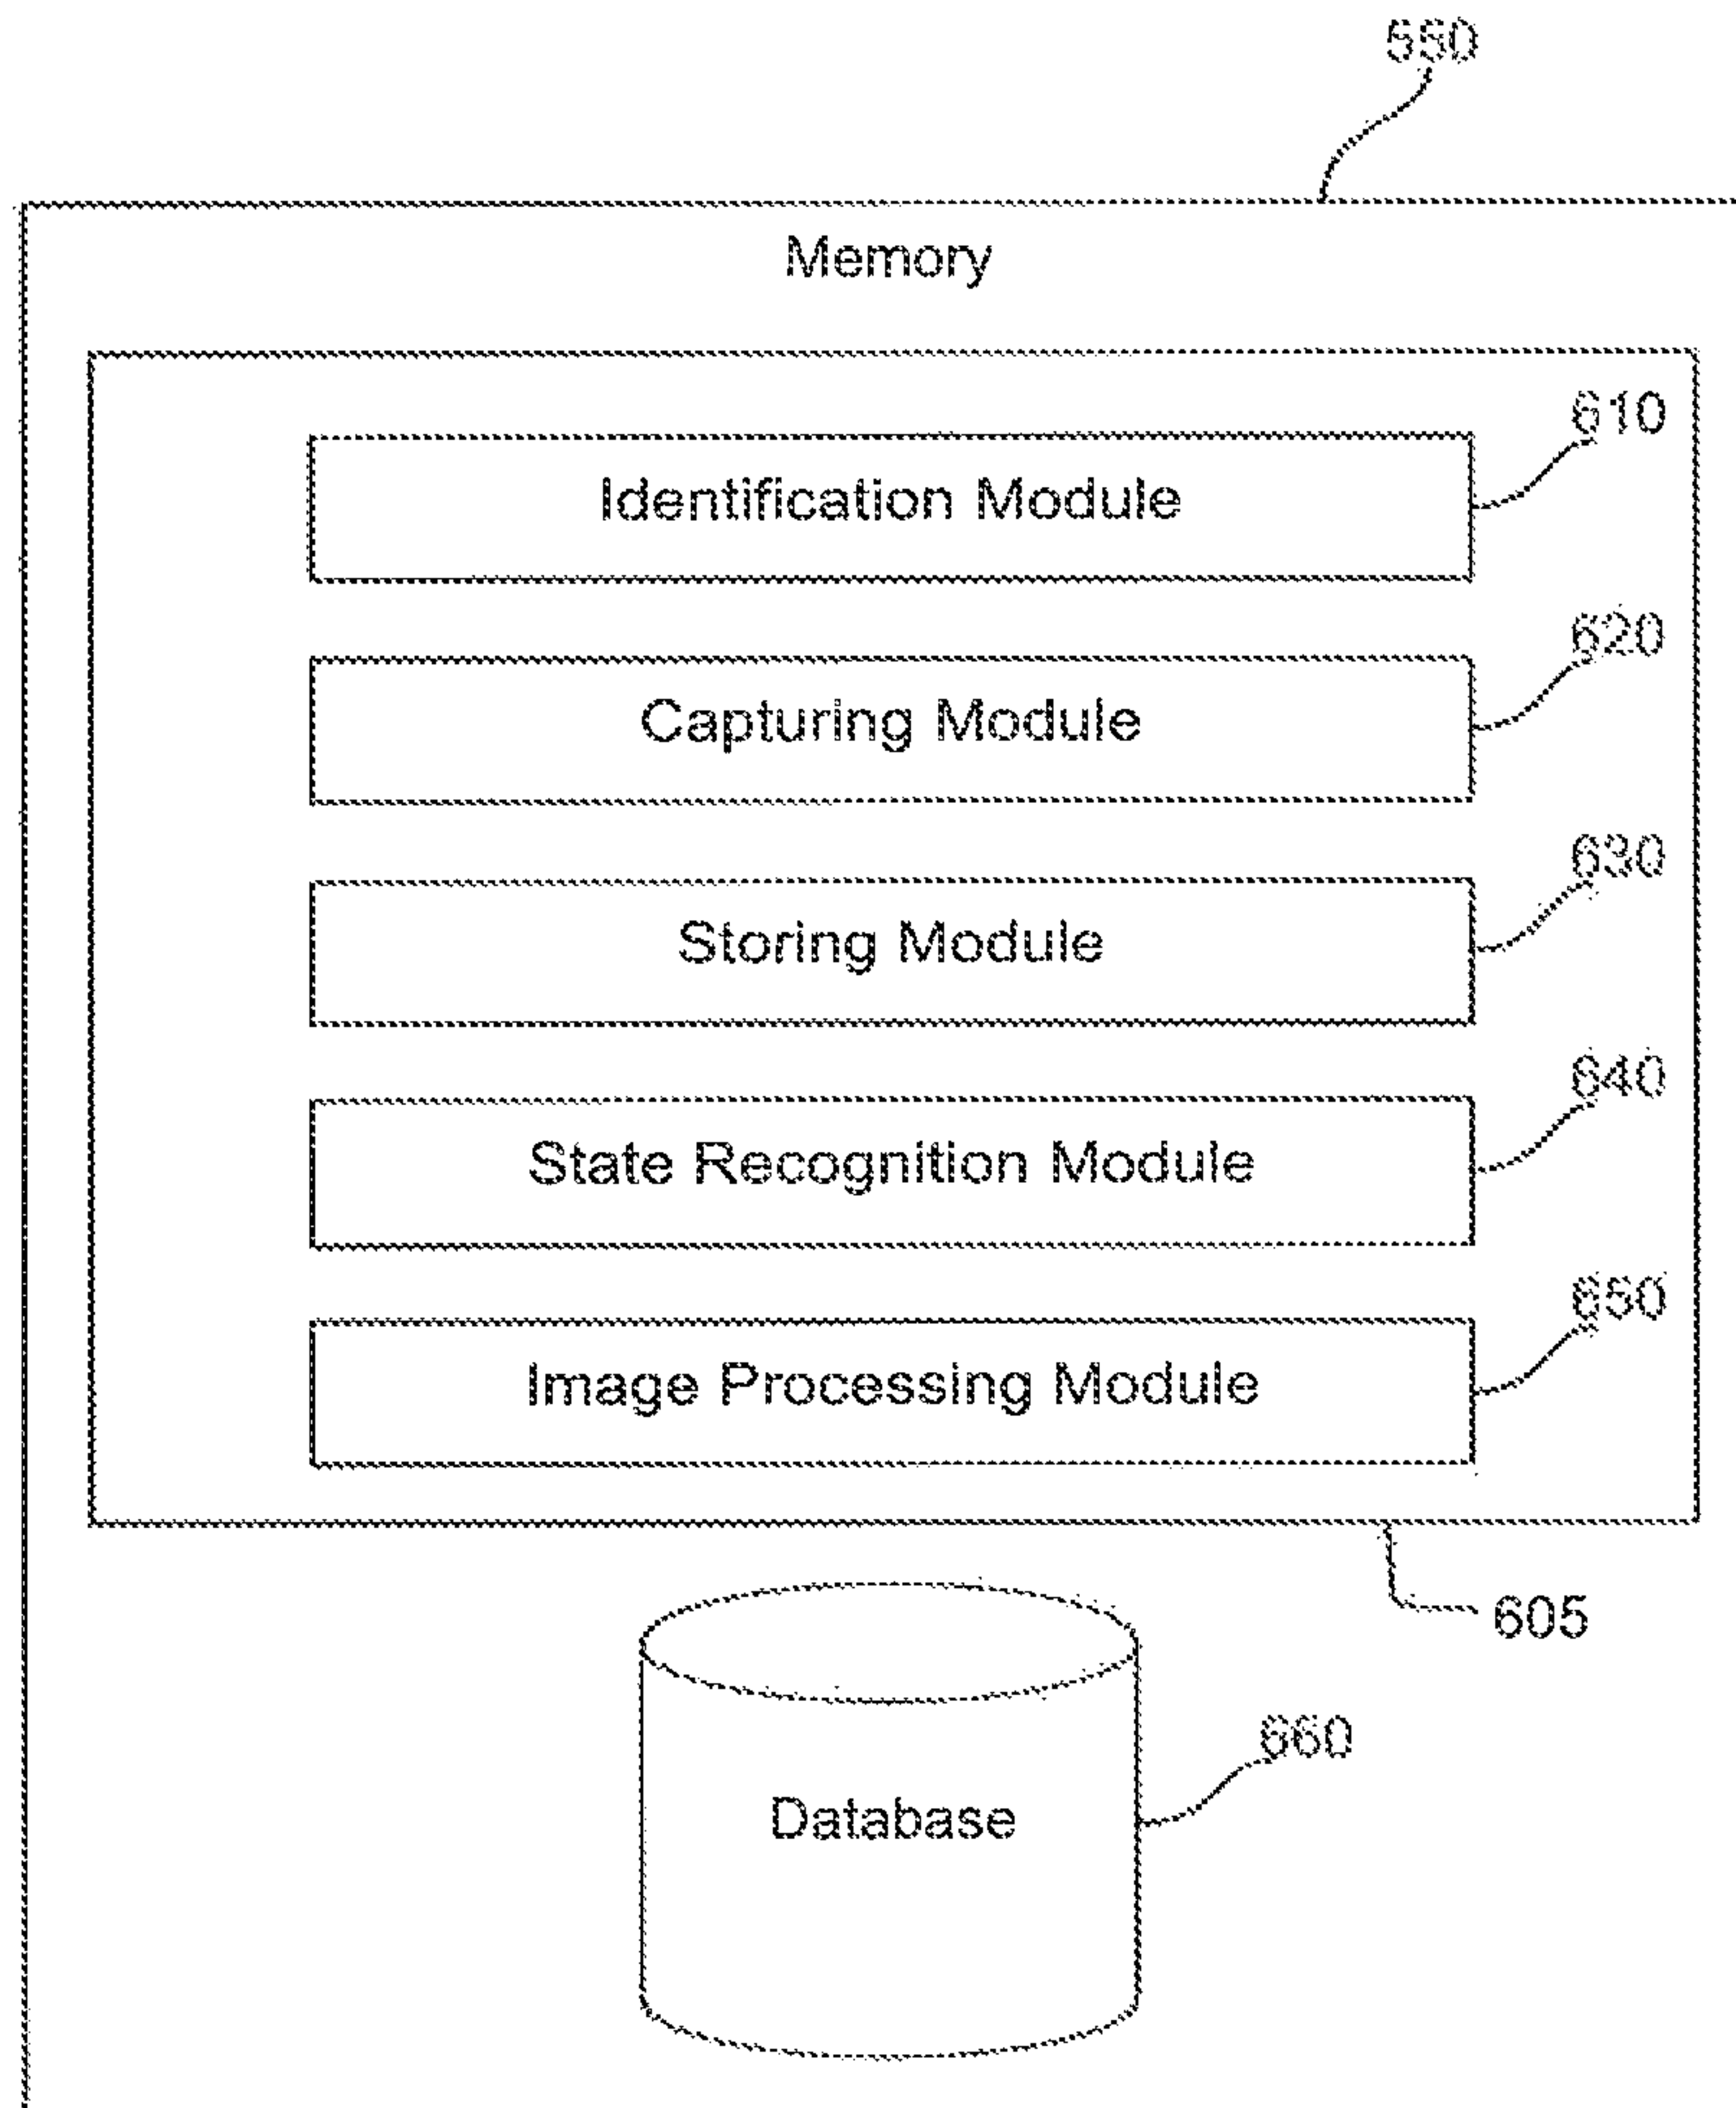 550
Memory
610
Identification Module
620
Capturing Module
630
Storing Module
640
State Recognition Module
650
Image Processing Module
605
660
Database